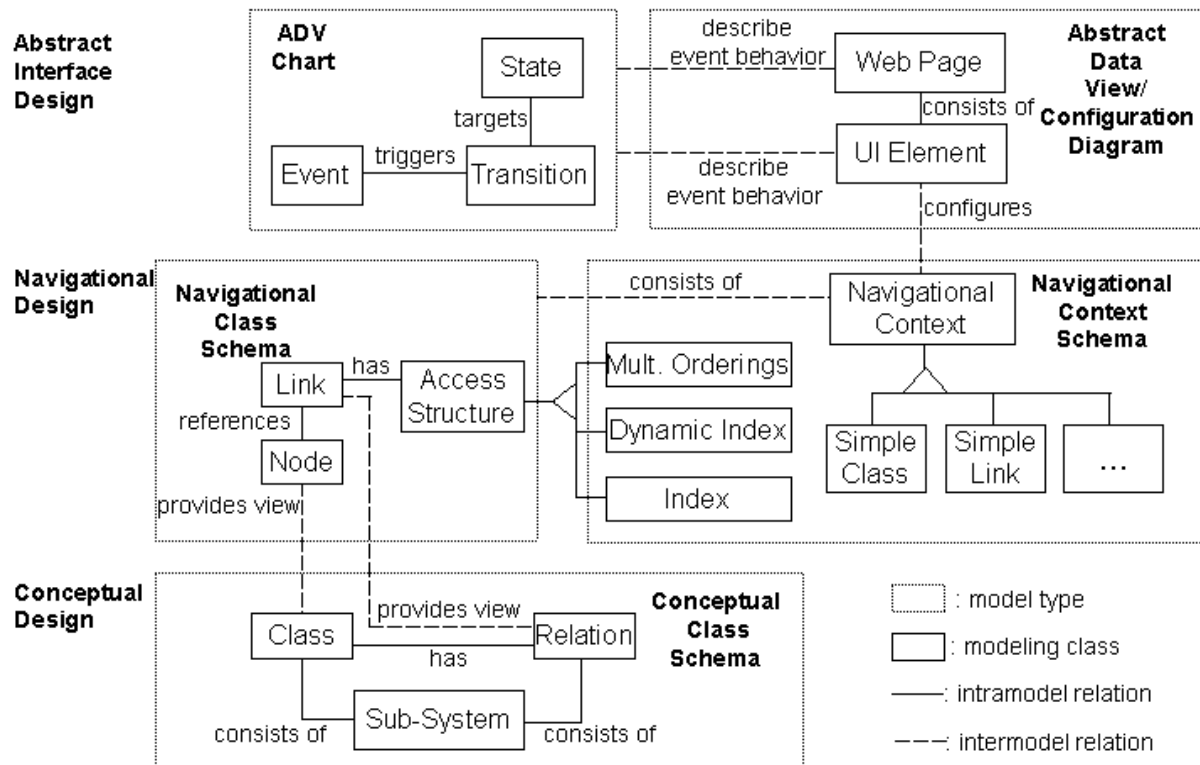 Abstract
Interface
Design
ADV
Chart
State
targets
Event
triggers
Transition
describe
event behavior
describe
event behavior
Web Page
consists of
UI Element
configures
Abstract
Data
View/
Configuration
Diagram
Navigational
Design
Navigational
Class
Schema
Link
has
Access
Structure
references
Node
provides view
consists of
Mult. Orderings
Dynamic Index
Index
Navigational
Context
Navigational
Context
Schema
Simple
Class
Simple
Link
...
Conceptual
Design
Class
provides view
Relation
has
Sub-System
consists of
consists of
Conceptual
Class
Schema
: model type
: modeling class
: intramodel relation
: intermodel relation